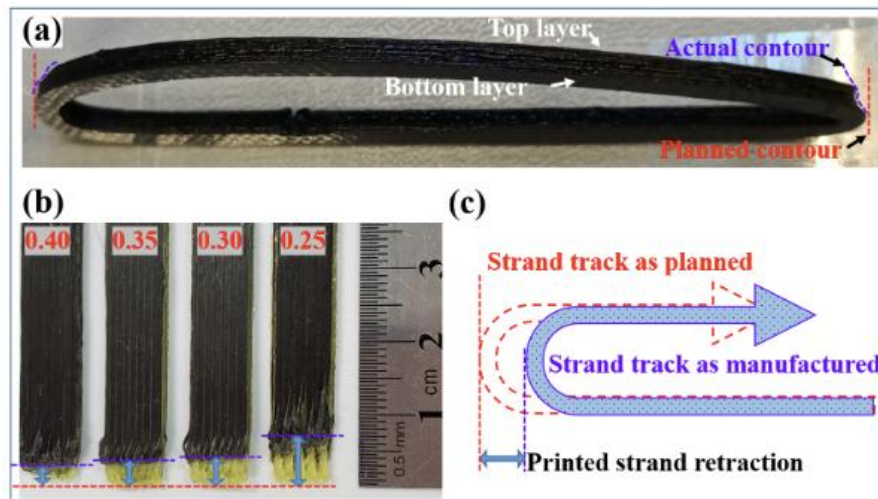 (a)
Top layer
Actual contour
Bottom layer
Planned contour
(b)
0.40
0.35
0.30
0.25
3
2
cm
1
0.5 mm
(c)
Strand track as planned
Strand track as manufactured
Printed strand retraction